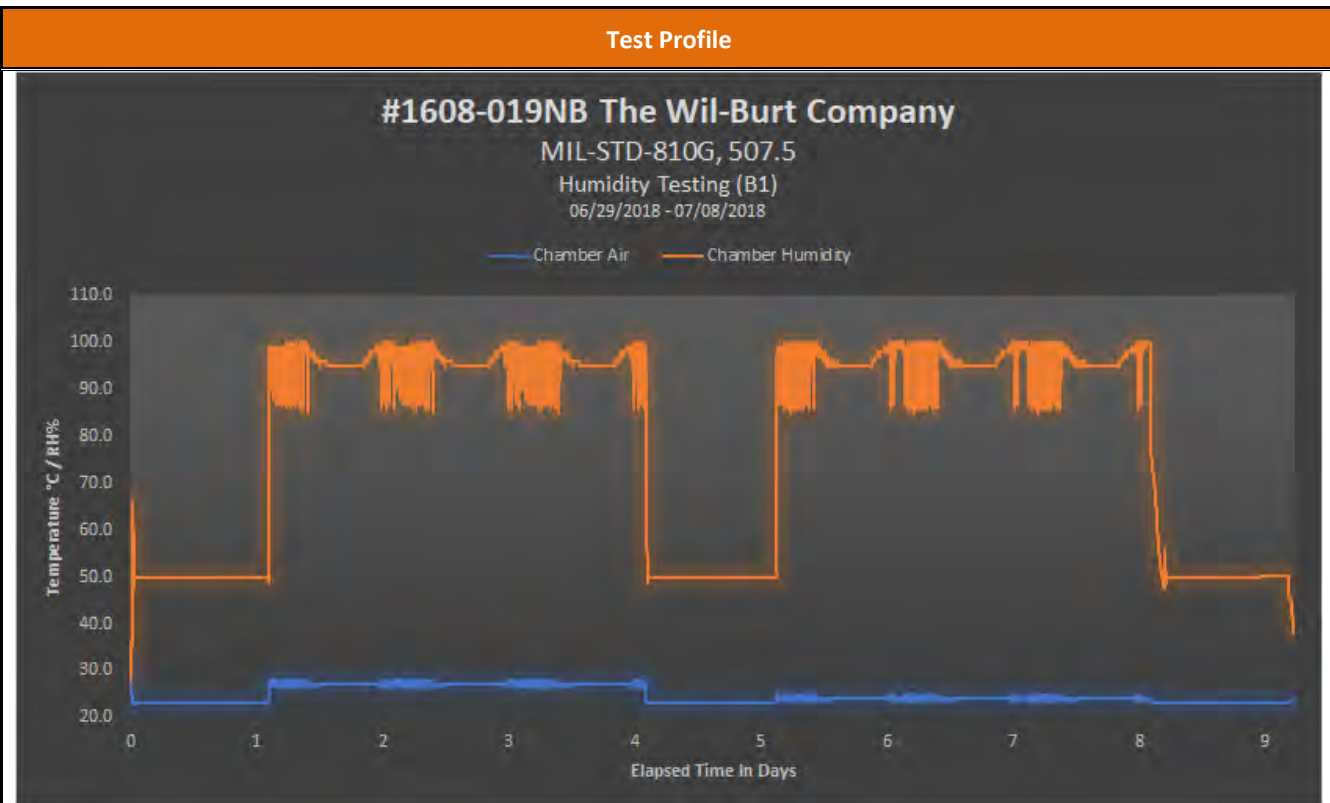 Test Profile
#1608-019NB The Wil-Burt Company
MIL-STD-810G, 507.5
Humidity Testing (B1)
06/29/2018 - 07/08/2018
Chamber Air Chamber Humidity
110.0
100.0
90.0
80.0
70.0
60.0
50.0
40.0
30.0
20.0
Temperature °C / RH%
0 1 2 3 4 5 6 7 8 9
Elapsed Time In Days